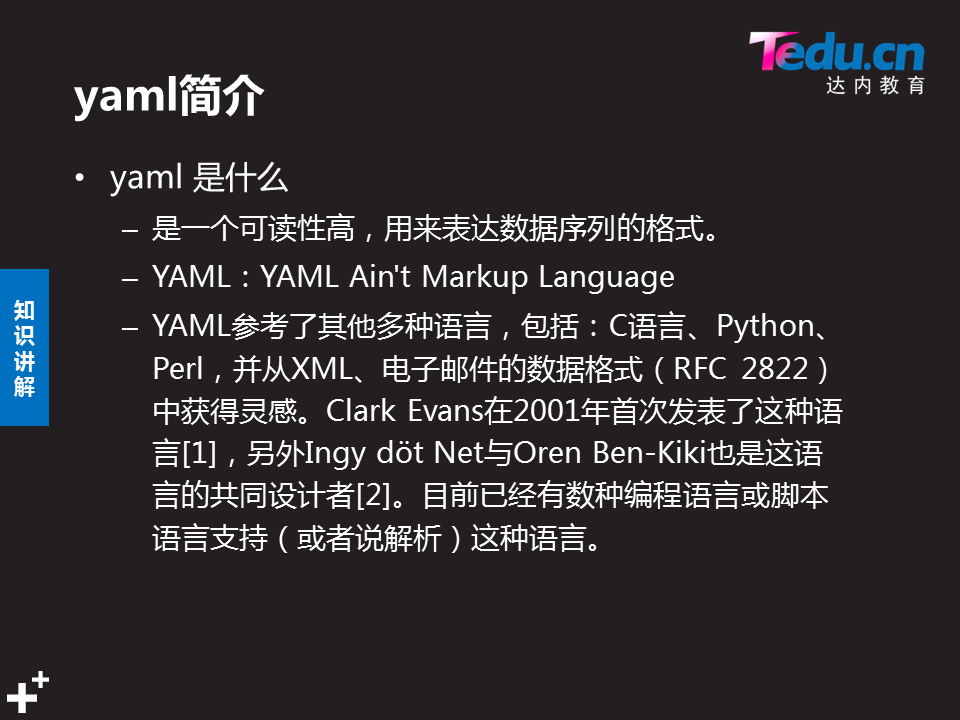 Tedu.cn
达内教育
yaml简介
• yaml 是什么
– 是一个可读性高，用来表达数据序列的格式。
– YAML：YAML Ain't Markup Language
– YAML参考了其他多种语言，包括：C语言、Python、
Perl，并从XML、电子邮件的数据格式（RFC 2822）
中获得灵感。Clark Evans在2001年首次发表了这种语
言[1]，另外Ingy döt Net与Oren Ben-Kiki也是这语
言的共同设计者[2]。目前已经有数种编程语言或脚本
语言支持（或者说解析）这种语言。
知
识
讲
解